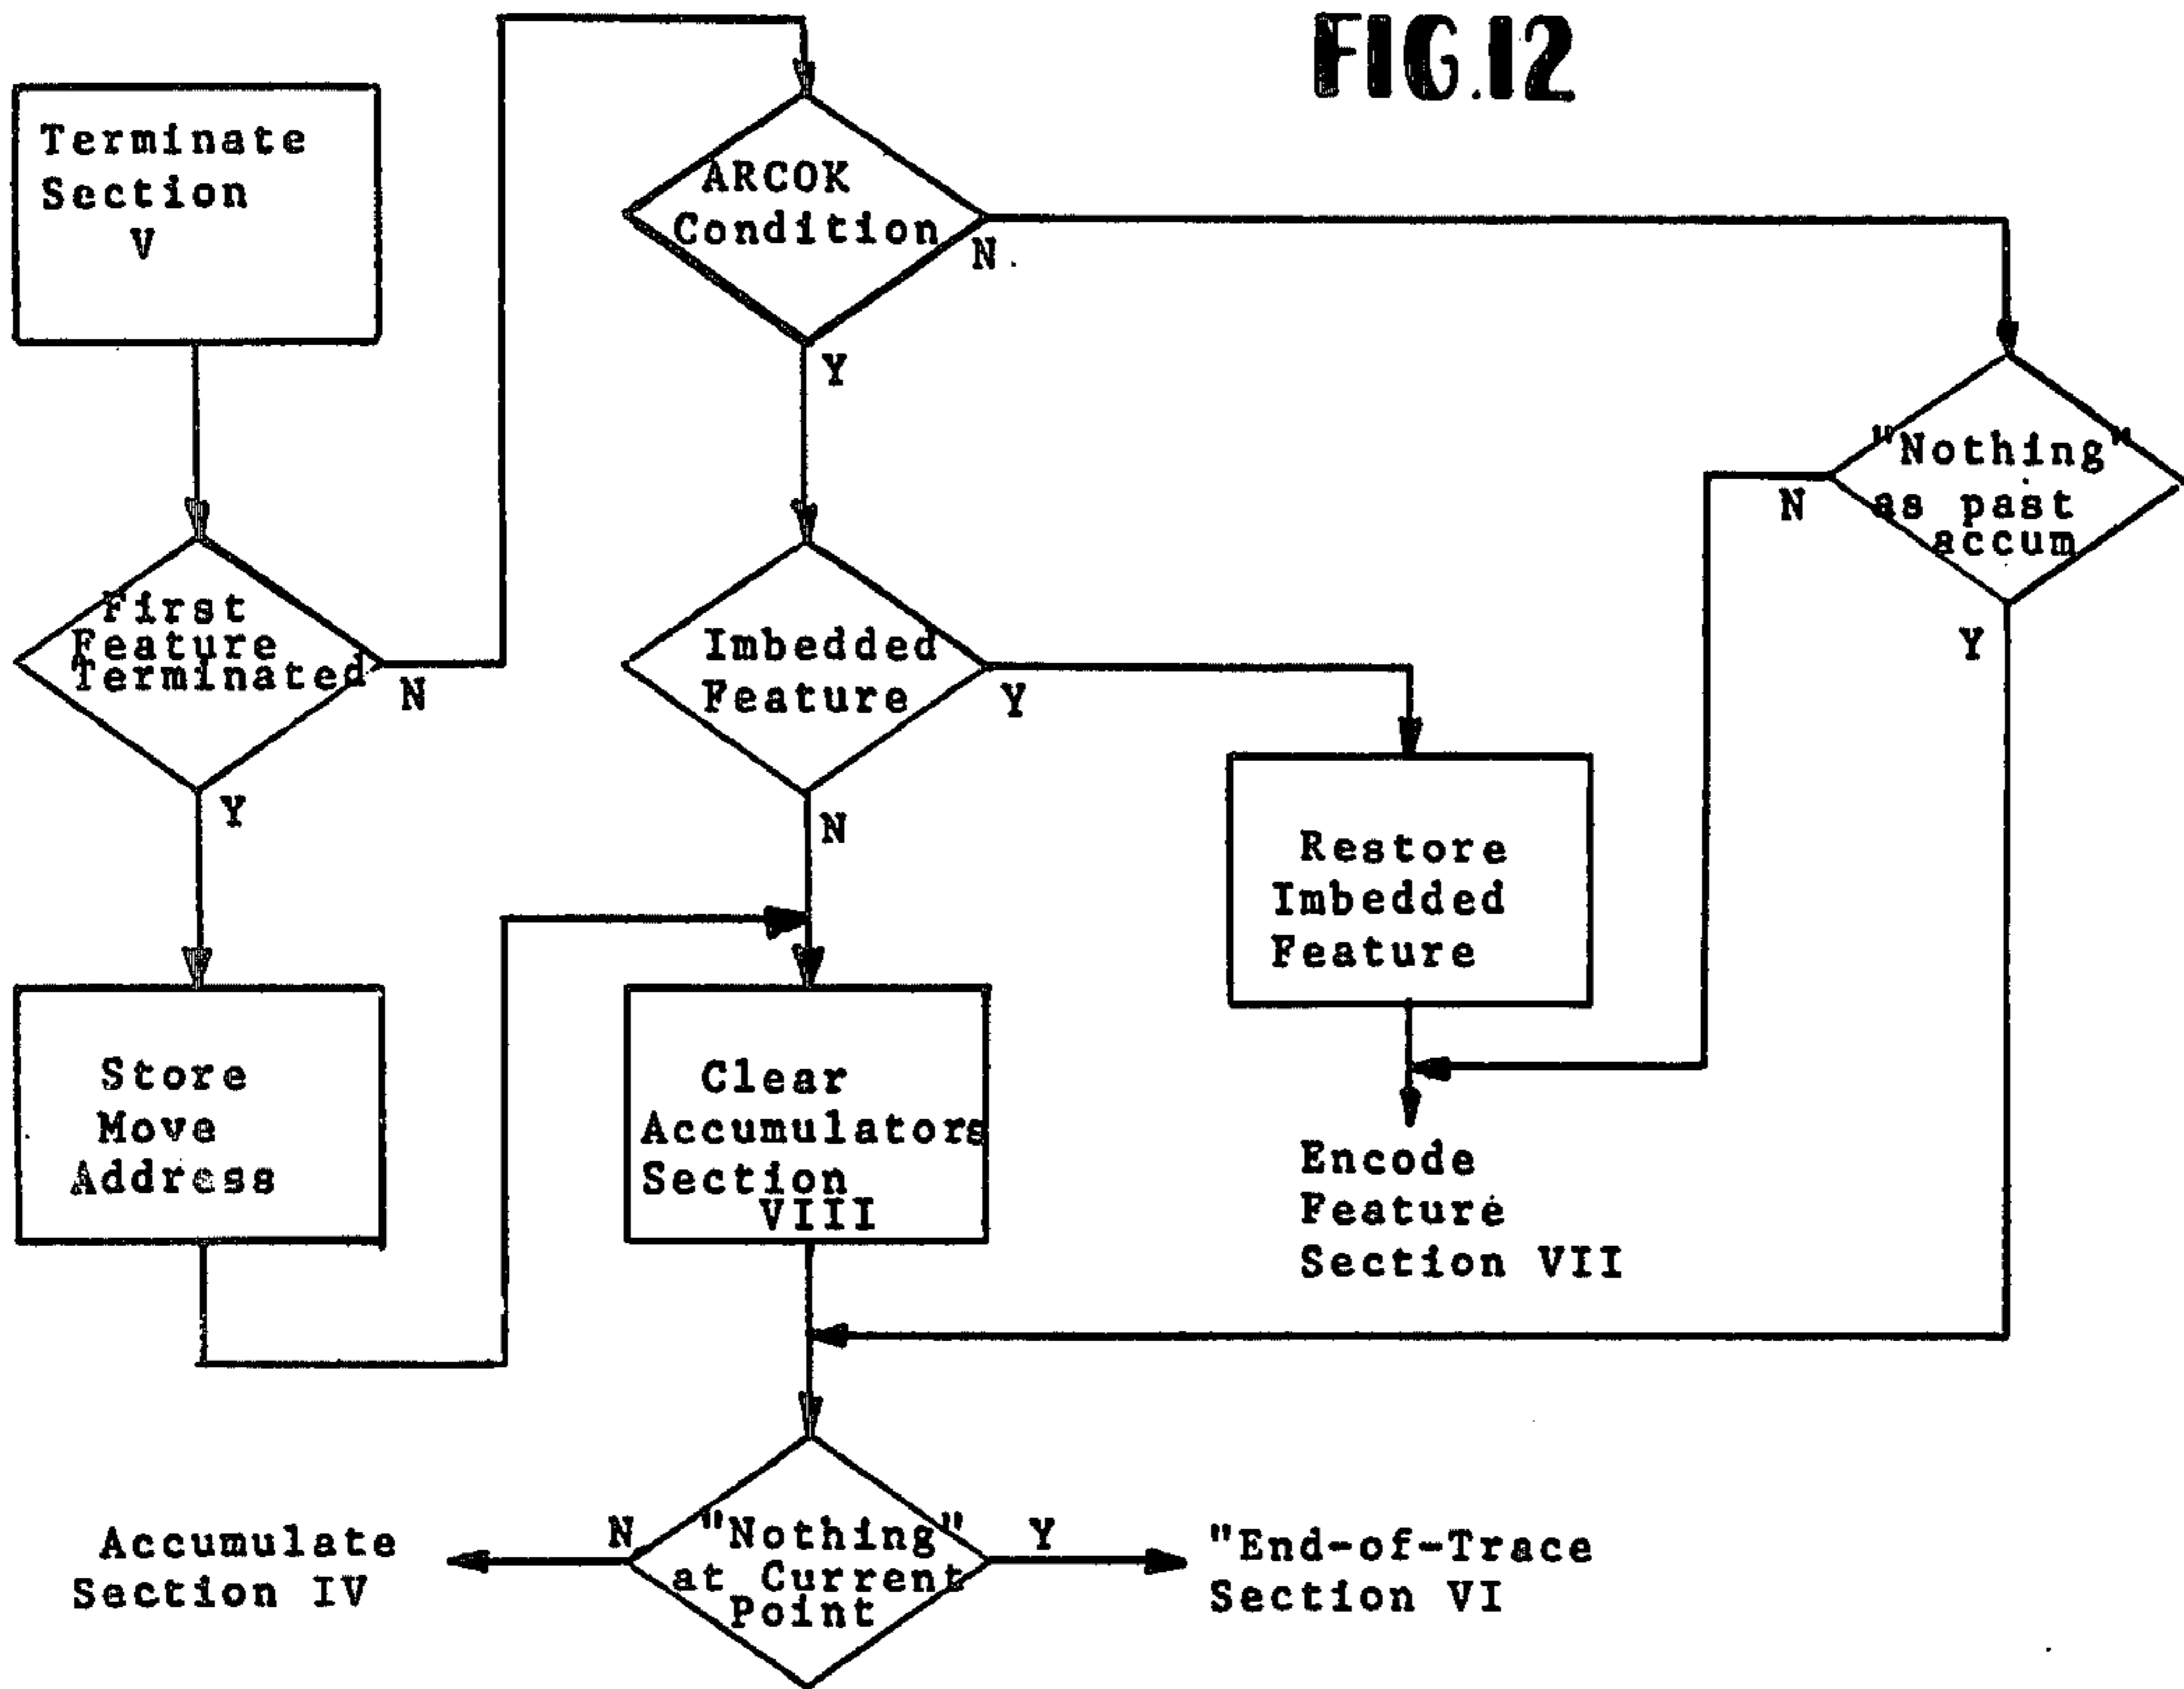 FIG.12
Terminate
Section
V
First
Feature
Terminated
N
Y
Store
Move
Address
ARCOK
Condition
N
Y
Imbedded
Feature
Y
N
Clear
Accumulators
Section
VIII
Restore
Imbedded
Feature
Encode
Feature
Section VII
"Nothing"
as past
accum
N
Y
"Nothing"
at Current
Point
N
Y
Accumulate
Section IV
"End-of-Trace
Section VI